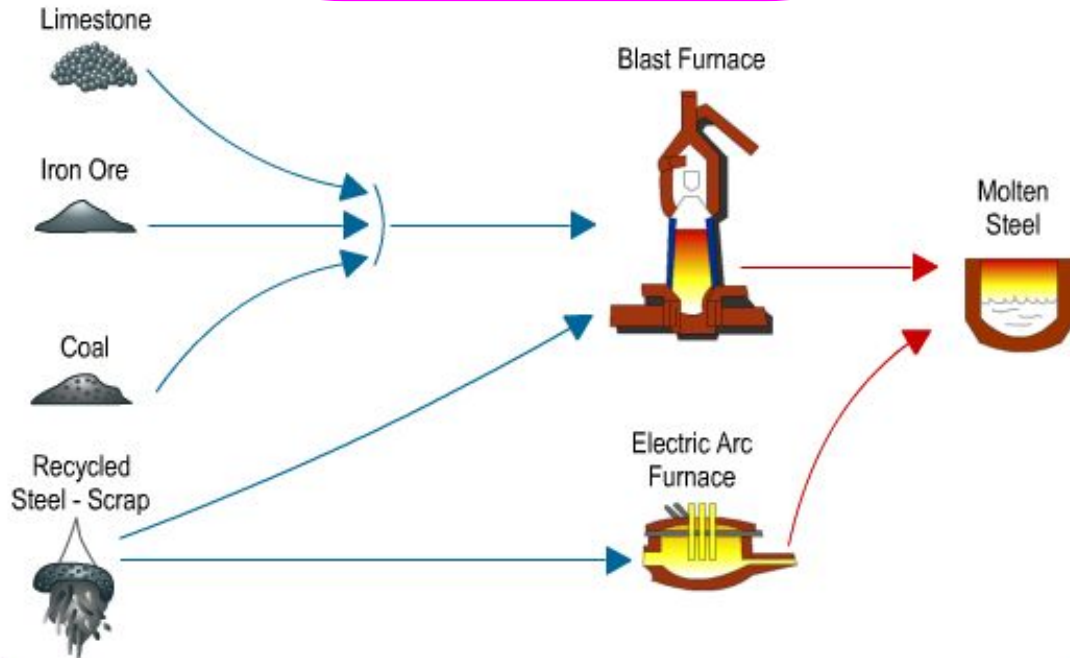 Limestone
Blast Furnace
Iron Ore
Molten
Steel
Coal
Electric Arc
Furnace
Recycled
Steel - Scrap